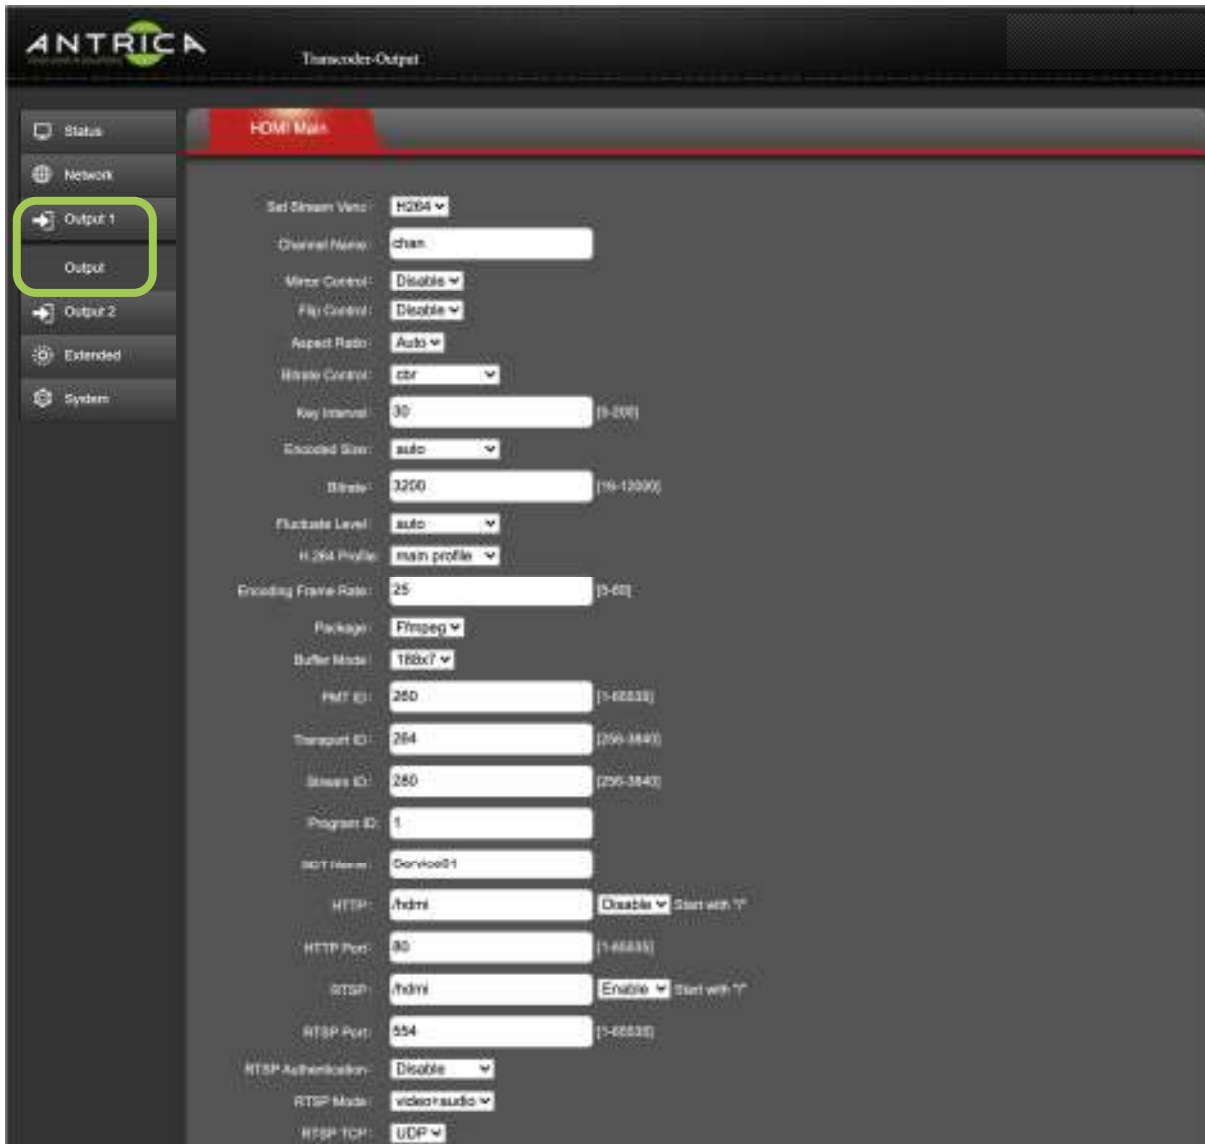 ANTRICA
Transcoder-Output
Status
Network
Output 1
Output
Output 2
Extended
System
HDMI Main
Set Stream Venc: H264
Channel Name: chan
Mirror Control: Disable
Flip Control: Disable
Aspect Ratio: Auto
Bitrate Control: cbr
Key Interval: 30 [5-200]
Encoded Size: auto
Bitrate: 3200 [16-12000]
Fluctuate Level: auto
H.264 Profile: main profile
Encoding Frame Rate: 25 [5-60]
Package: Ffmpeg
Buffer Mode: 188x7
PMT ID: 260 [1-65535]
Transport ID: 264 [256-3840]
Stream ID: 260 [256-3840]
Program ID: 1
SDT Name: Service01
HTTP: /hdmi Disable Start with "/"
HTTP Port: 80 [1-65535]
RTSP: /hdmi Enable Start with "/"
RTSP Port: 554 [1-65535]
RTSP Authentication: Disable
RTSP Mode: video+audio
RTSP TCP: UDP